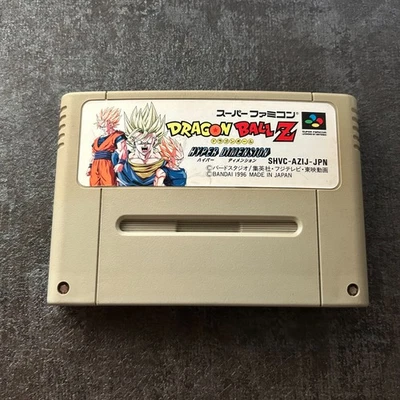 スーパーファミコン
DRAGON BALL Z
ドラゴンボール
HYPER DIMENSION
ハイパー ディメンション
SHVC-AZIJ-JPN
©バードスタジオ/集英社・フジテレビ・東映動画
©BANDAI 1996 MADE IN JAPAN